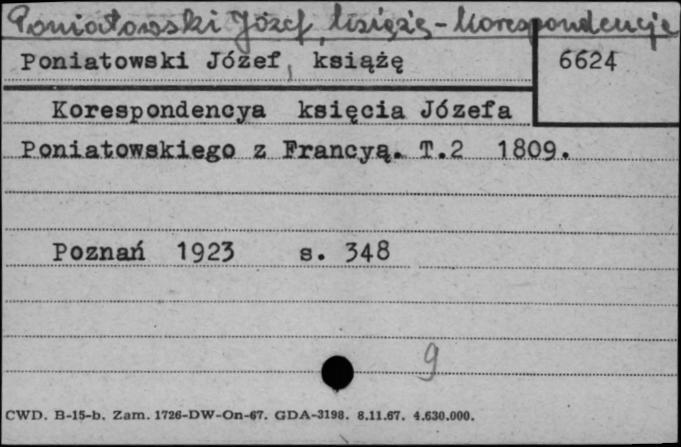 Poniatowski Józef, książę - Korespondencje
Poniatowski Józef, książę 6624
Korespondencya księcia Józefa
Poniatowskiego z Francyą. T.2 1809.
Poznań 1923 s. 348
9
CWD. B-15-b. Zam. 1726-DW-On-67. GDA-3198. 8.11.67. 4.630.000.